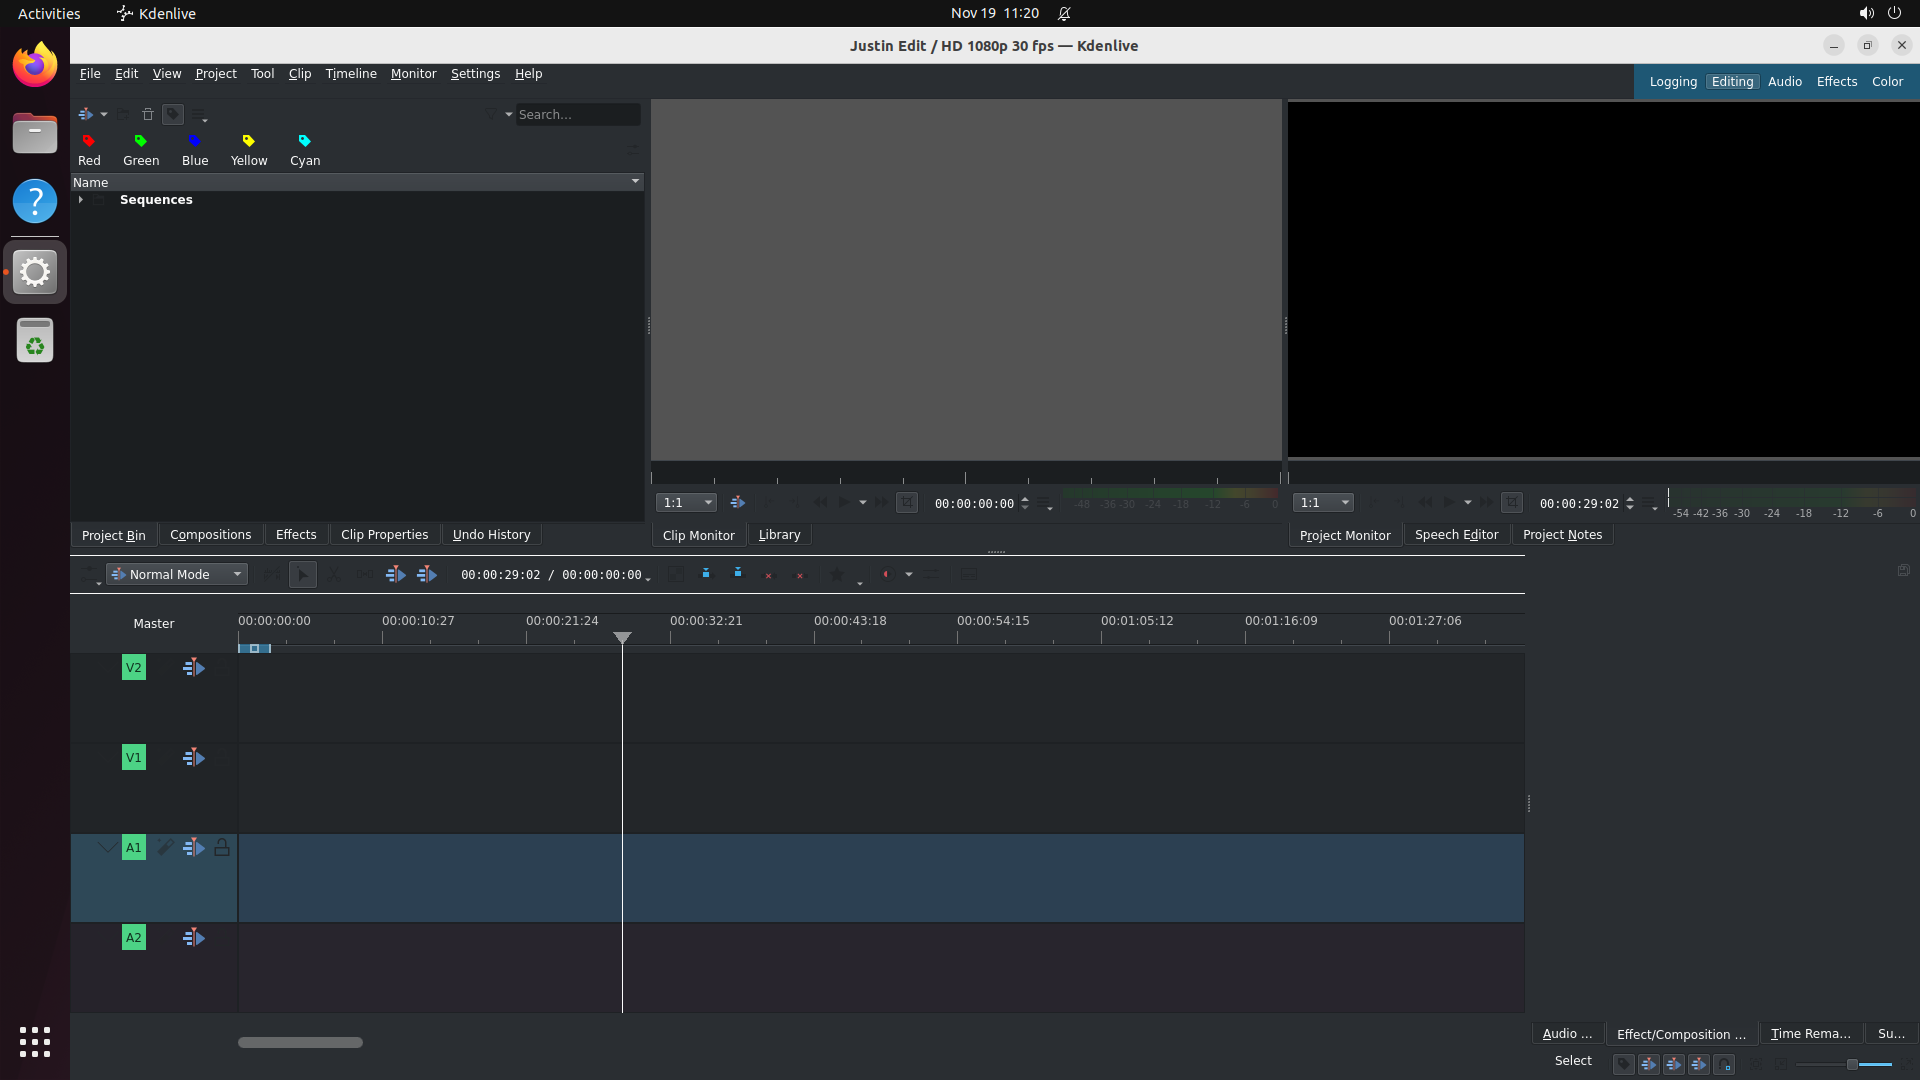 Activities
Kdenlive
Nov 19 11:20
Justin Edit / HD 1080p 30 fps — Kdenlive
File Edit View Project Tool Clip Timeline Monitor Settings Help
Logging Editing Audio Effects Color
Search...
Red Green Blue Yellow Cyan
Name
Sequences
1:1
00:00:00:00
-48 -36 -30 -24 -18 -12 -6 0
1:1
00:00:29:02
-54 -42 -36 -30 -24 -18 -12 -6 0
Project Bin Compositions Effects Clip Properties Undo History
Clip Monitor Library
Project Monitor Speech Editor Project Notes
Normal Mode
00:00:29:02 / 00:00:00:00
Master
00:00:00:00 00:00:10:27 00:00:21:24 00:00:32:21 00:00:43:18 00:00:54:15 00:01:05:12 00:01:16:09 00:01:27:06
V2
V1
A1
A2
Audio ... Effect/Composition ... Time Rema... Su...
Select